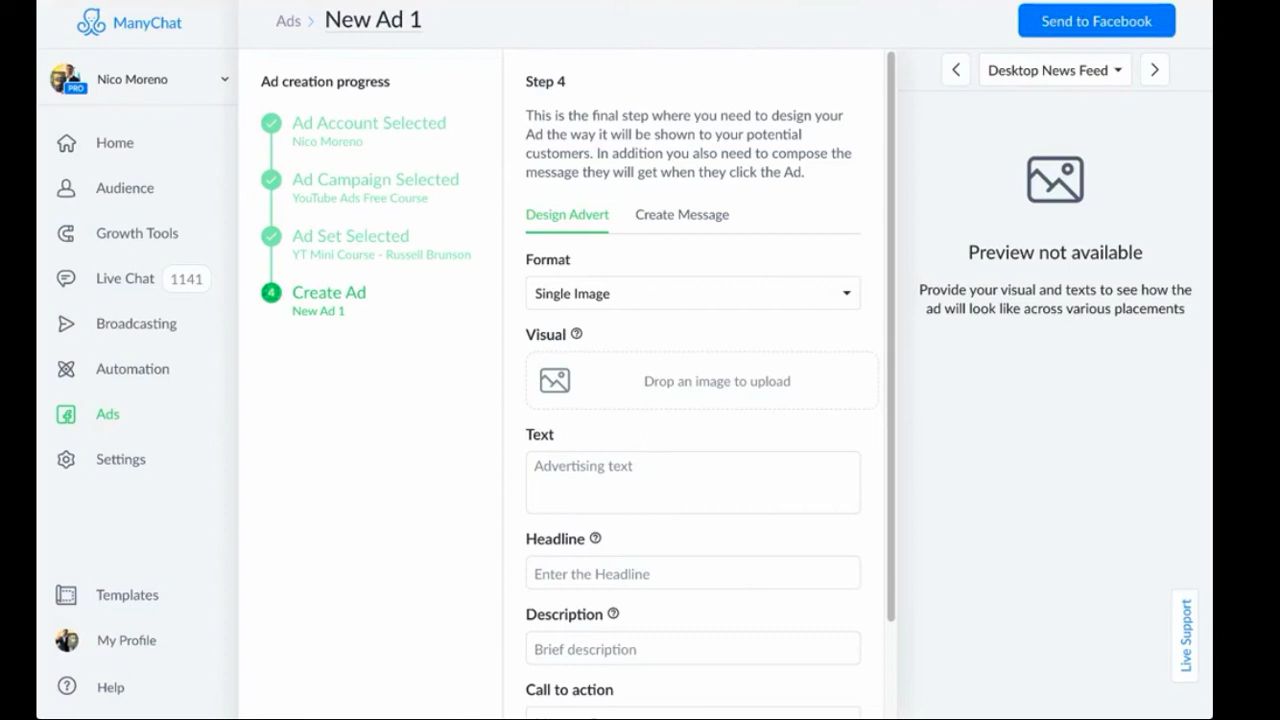 ManyChat
Ads > New Ad 1
Send to Facebook
Nico Moreno
PRO
Home
Audience
Growth Tools
Live Chat 1141
Broadcasting
Automation
Ads
Settings
Templates
My Profile
Help
Ad creation progress
Ad Account Selected
Nico Moreno
Ad Campaign Selected
YouTube Ads Free Course
Ad Set Selected
YT Mini Course - Russell Brunson
4 Create Ad
New Ad 1
Step 4
This is the final step where you need to design your
Ad the way it will be shown to your potential
customers. In addition you also need to compose the
message they will get when they click the Ad.
Design Advert Create Message
Format
Single Image
Visual ?
Drop an image to upload
Text
Advertising text
Headline ?
Enter the Headline
Description ?
Brief description
Call to action
Desktop News Feed
Preview not available
Provide your visual and texts to see how the
ad will look like across various placements
Live Support